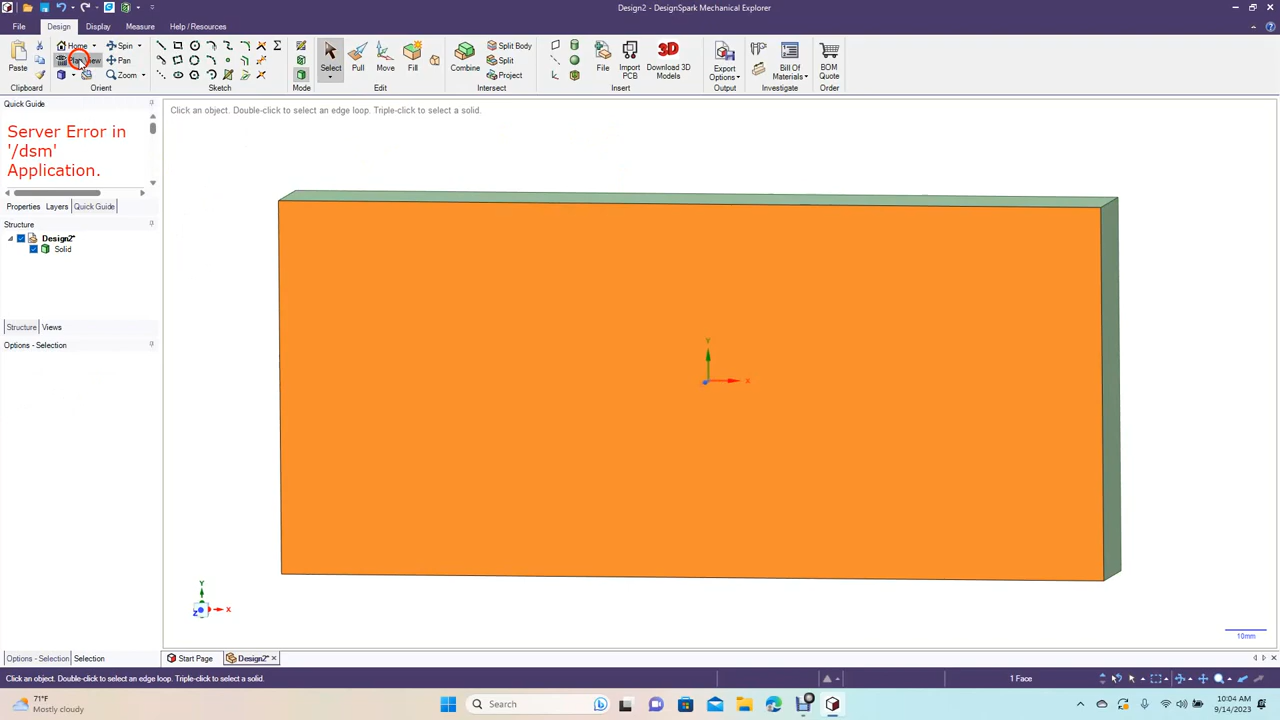 Design2 - DesignSpark Mechanical Explorer
File Design Display Measure Help / Resources
Paste Home Spin Pan Zoom
Select Pull Move Fill
Combine Split Body Split Project
File Import PCB Download 3D Models
Export Options Bill Of Materials BOM Quote
Clipboard Orient Sketch Mode Edit Intersect Insert Output Investigate Order
Quick Guide
Click an object. Double-click to select an edge loop. Triple-click to select a solid.
Server Error in
'/dsm'
Application.
Properties Layers Quick Guide
Structure
Design2*
Solid
Structure Views
Options - Selection
Y
X
Y
Z X
10mm
Options - Selection Selection Start Page Design2*
Click an object. Double-click to select an edge loop. Triple-click to select a solid. 1 Face
71°F
Mostly cloudy
Search
10:04 AM
9/14/2023